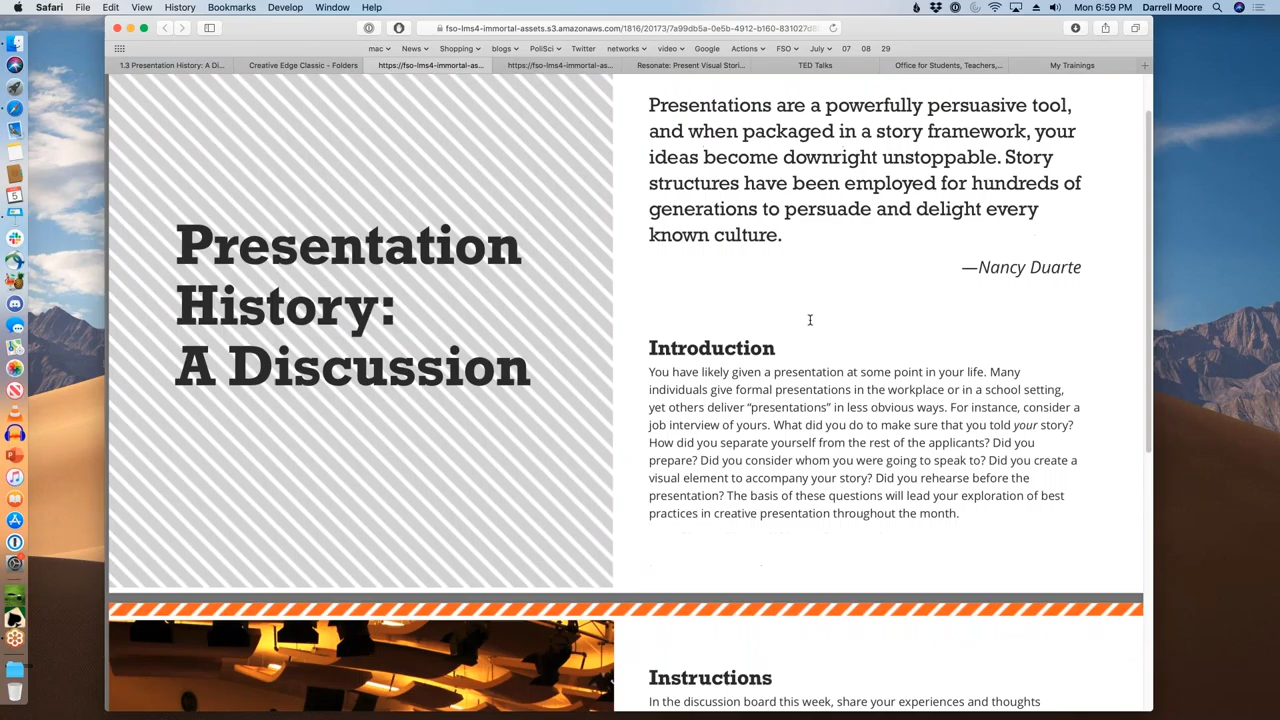 Safari File Edit View History Bookmarks Develop Window Help Mon 6:59 PM Darrell Moore
fso-lms4-immortal-assets.s3.amazonaws.com/1816/20173/7a99db5a-0e5b-4912-b160-831027d8
mac News Shopping blogs PoliSci Twitter networks video Google Actions FSO July 07 08 29
1.3 Presentation History: A Di... Creative Edge Classic - Folders https://fso-lms4-immortal-as... https://fso-lms4-immortal-as... Resonate: Present Visual Stori... TED Talks Office for Students, Teachers,... My Trainings
Presentation
History:
A Discussion
Presentations are a powerfully persuasive tool,
and when packaged in a story framework, your
ideas become downright unstoppable. Story
structures have been employed for hundreds of
generations to persuade and delight every
known culture.
—Nancy Duarte
Introduction
You have likely given a presentation at some point in your life. Many
individuals give formal presentations in the workplace or in a school setting,
yet others deliver “presentations” in less obvious ways. For instance, consider a
job interview of yours. What did you do to make sure that you told your story?
How did you separate yourself from the rest of the applicants? Did you
prepare? Did you consider whom you were going to speak to? Did you create a
visual element to accompany your story? Did you rehearse before the
presentation? The basis of these questions will lead your exploration of best
practices in creative presentation throughout the month.
Instructions
In the discussion board this week, share your experiences and thoughts